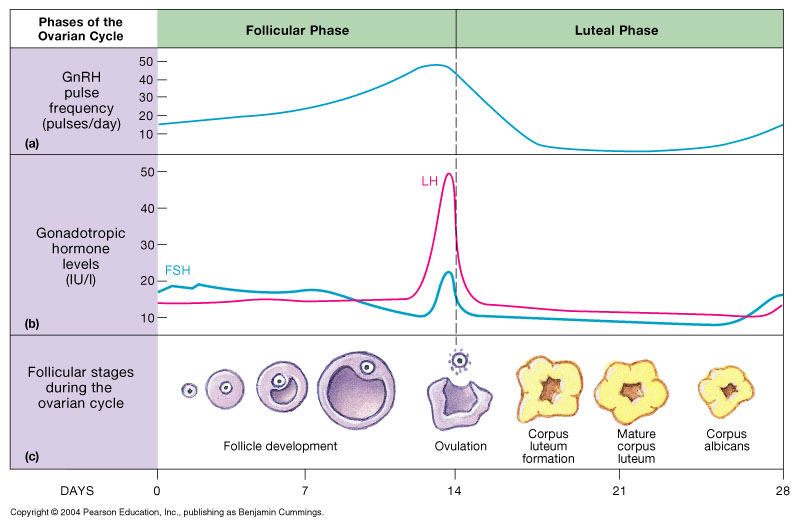 Phases of the
Ovarian Cycle
Follicular Phase
Luteal Phase
GnRH
pulse
frequency
(pulses/day)
(a)
50
40
30
20
10
Gonadotropic
hormone
levels
(IU/l)
(b)
50
40
30
20
10
LH
FSH
Follicular stages
during the
ovarian cycle
(c)
Follicle development
Ovulation
Corpus
luteum
formation
Mature
corpus
luteum
Corpus
albicans
DAYS
0
7
14
21
28
Copyright © 2004 Pearson Education, Inc., publishing as Benjamin Cummings.